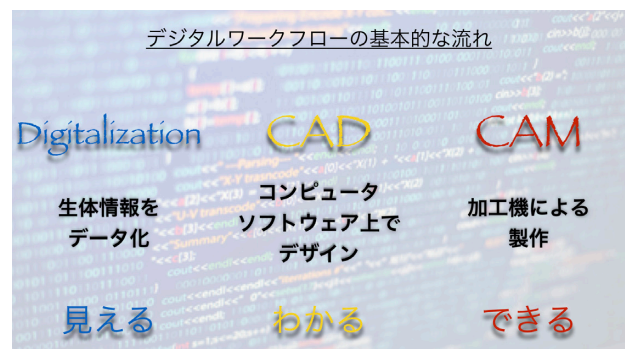 デジタルワークフローの基本的な流れ
Digitalization
CAD
CAM
生体情報を
データ化
コンピュータ
ソフトウェア上で
デザイン
加工機による
製作
見える
わかる
できる